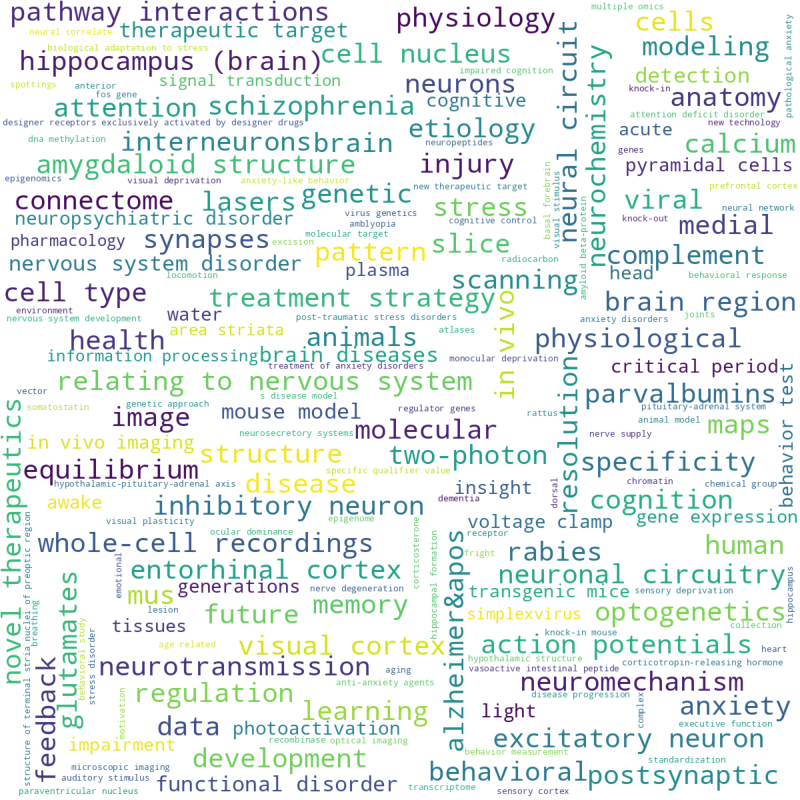 pathway interactions
physiology
multiple omics
neural correlate
therapeutic target
cells
biological adaptation to stress
cell nucleus
modeling
hippocampus (brain)
impaired cognition
neural circuit
neurochemistry
pathological anxiety
spottings
anterior
signal transduction
neurons
detection
fos gene
knock-in
anatomy
attention
schizophrenia
cognitive
attention deficit disorder
designer receptors exclusively activated by designer drugs
etiology
acute
new technology
dna methylation
interneurons
brain
neuropeptides
calcium
genes
amygdaloid structure
injury
pyramidal cells
prefrontal cortex
epigenomics
visual deprivation
anxiety-like behavior
new therapeutic target
basal forebrain
visual stimulus
amyloid beta-protein
connectome
lasers
genetic
stress
viral
neural network
neuropsychiatric disorder
virus genetics
amblyopia
cognitive control
knock-out
medial
pharmacology
synapses
molecular target
excision
pattern
slice
complement
nervous system disorder
radiocarbon
locomotion
plasma
scanning
head
behavioral response
cell type
treatment strategy
in vivo
brain region
environment
water
nervous system development
post-traumatic stress disorders
joints
anxiety disorders
health
area striata
animals
atlases
physiological
information processing
brain diseases
monocular deprivation
treatment of anxiety disorders
critical period
relating to nervous system
resolution
behavior test
parvalbumins
vector
genetic approach
s disease model
somatostatin
image
mouse model
regulator genes
rattus
pituitary-adrenal system
animal model
maps
neurosecretory systems
molecular
nerve supply
in vivo imaging
structure
two-photon
specificity
equilibrium
specific qualifier value
chromatin
hypothalamic-pituitary-adrenal axis
disease
insight
dorsal
chemical group
awake
dementia
cognition
inhibitory neuron
gene expression
visual plasticity
epigenome
voltage clamp
novel therapeutics
structure of terminal stria nuclei of preoptic region
whole-cell recordings
ocular dominance
corticosterone
receptor
rabies
human
alzheimer&apos
hippocampal formation
fright
entorhinal cortex
neuronal circuitry
hippocampus
breathing
glutamates
emotional
mus
generations
nerve degeneration
transgenic mice
sensory deprivation
lesion
future
memory
simplexvirus
optogenetics
collection
behavioral study
stress disorder
tissues
knock-in mouse
age related
visual cortex
action potentials
heart
feedback
neurotransmission
aging
hypothalamic structure
corticotropin-releasing hormone
vasoactive intestinal peptide
neuromechanism
anti-anxiety agents
regulation
disease progression
motivation
learning
light
complex
anxiety
data
photoactivation
executive function
impairment
recombinase
optical imaging
excitatory neuron
development
behavior measurement
standardization
microscopic imaging
auditory stimulus
behavioral
postsynaptic
functional disorder
transcriptome
paraventricular nucleus
sensory cortex